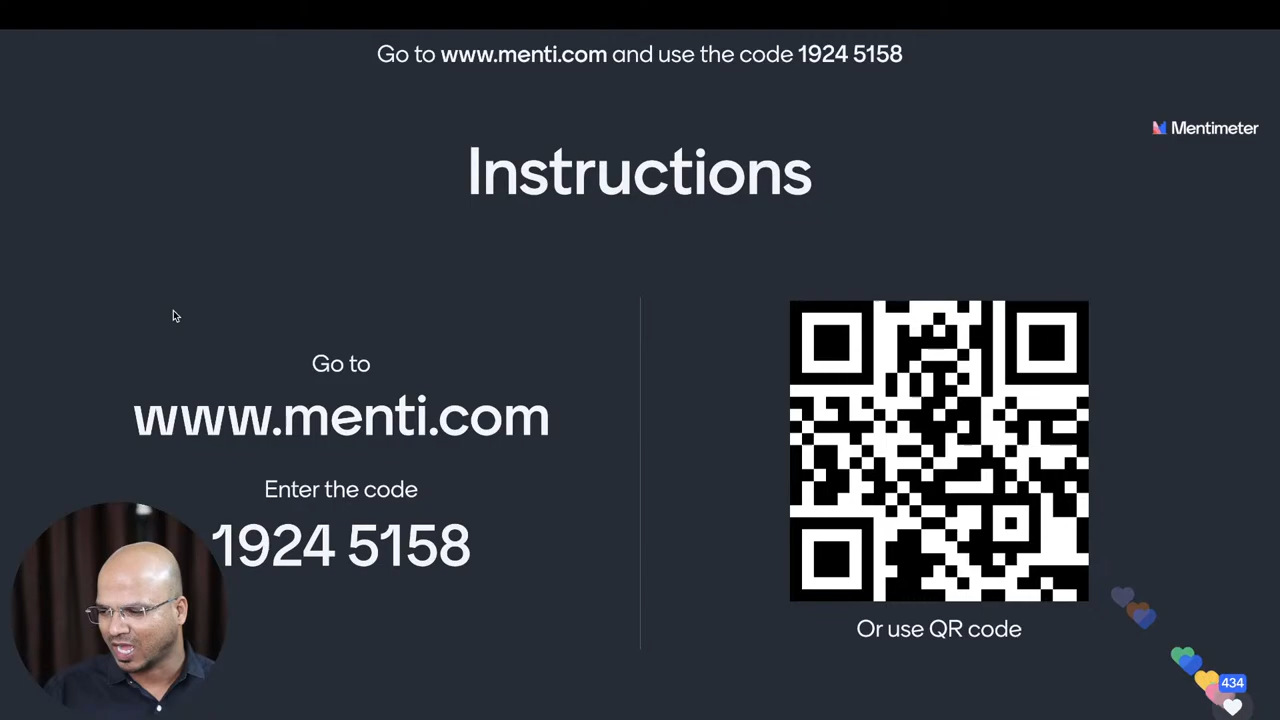 Go to www.menti.com and use the code 1924 5158
Mentimeter
Instructions
Go to
www.menti.com
Enter the code
1924 5158
Or use QR code
434